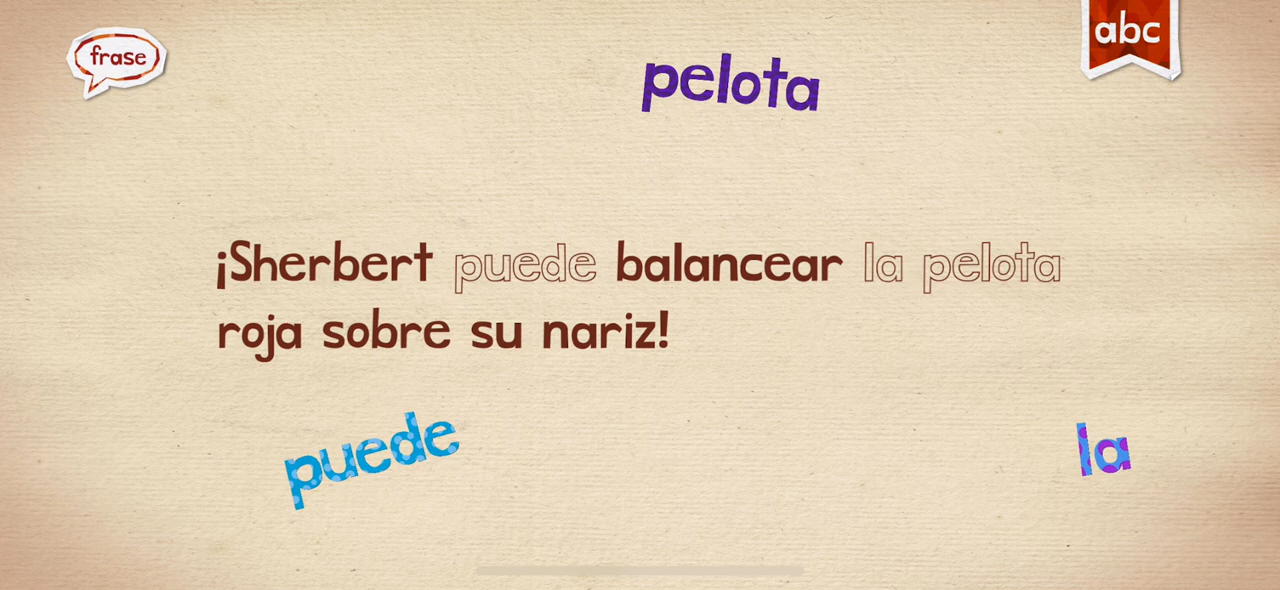 frase
abc
pelota
¡Sherbert puede balancear la pelota
roja sobre su nariz!
puede
la